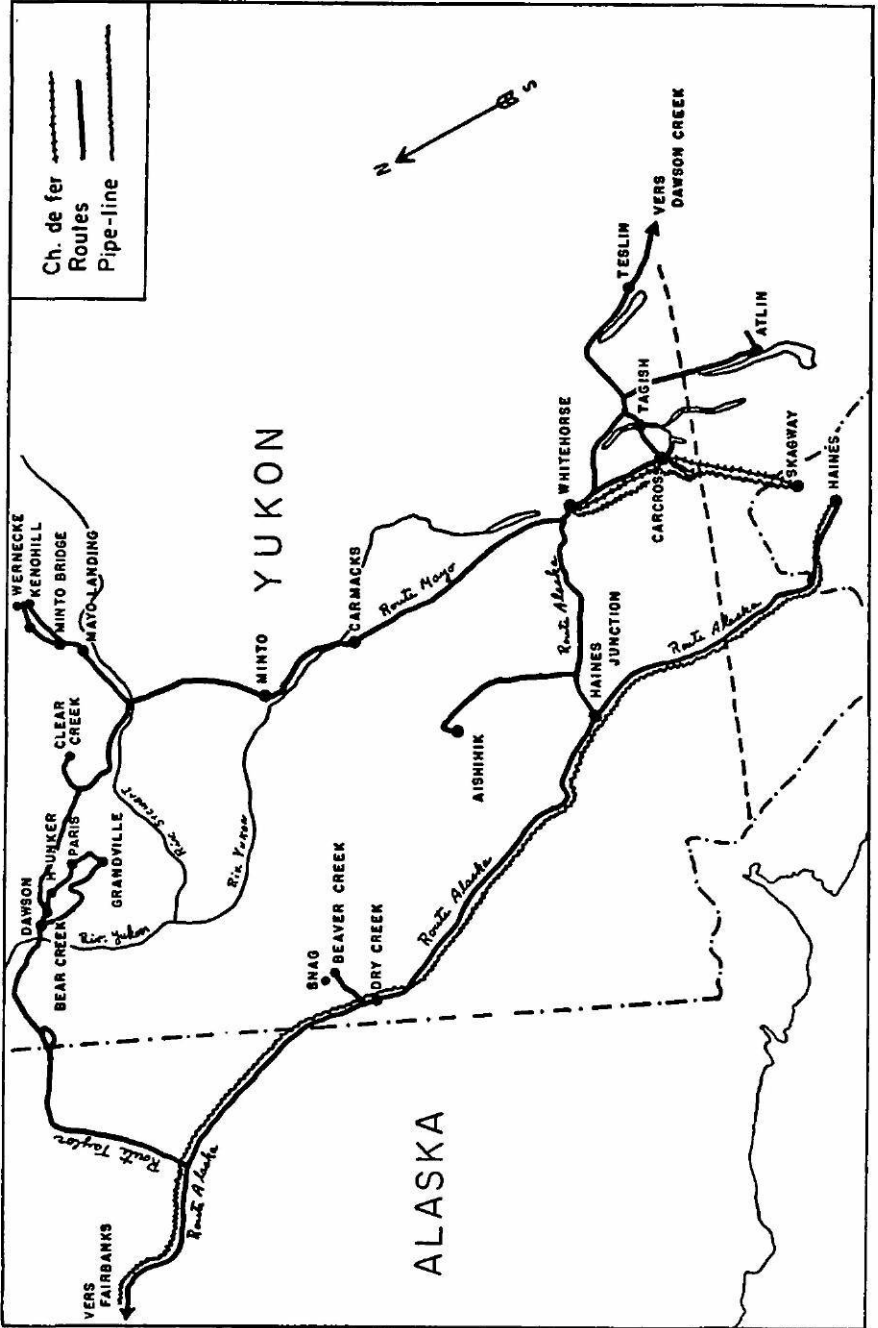 Ch. de fer
Routes
Pipe-line
N
S
ALASKA
YUKON
VERS
FAIRBANKS
Route Alaska
Route Taylor
DAWSON
BEAR CREEK
HUNKER
PARIS
GRANDVILLE
CLEAR
CREEK
WERNECKE
KENOHILL
MINTO BRIDGE
MAYO LANDING
Riv. Yukon
Riv. Stewart
Riv. Yukon
SNAG
BEAVER CREEK
DRY CREEK
Route Alaska
MINTO
CARMACKS
Route Mayo
AISHIHIK
HAINES
JUNCTION
Route Alaska
Route Alaska
WHITEHORSE
CARCROSS
TAGISH
TESLIN
VERS
DAWSON CREEK
ATLIN
SKAGWAY
HAINES